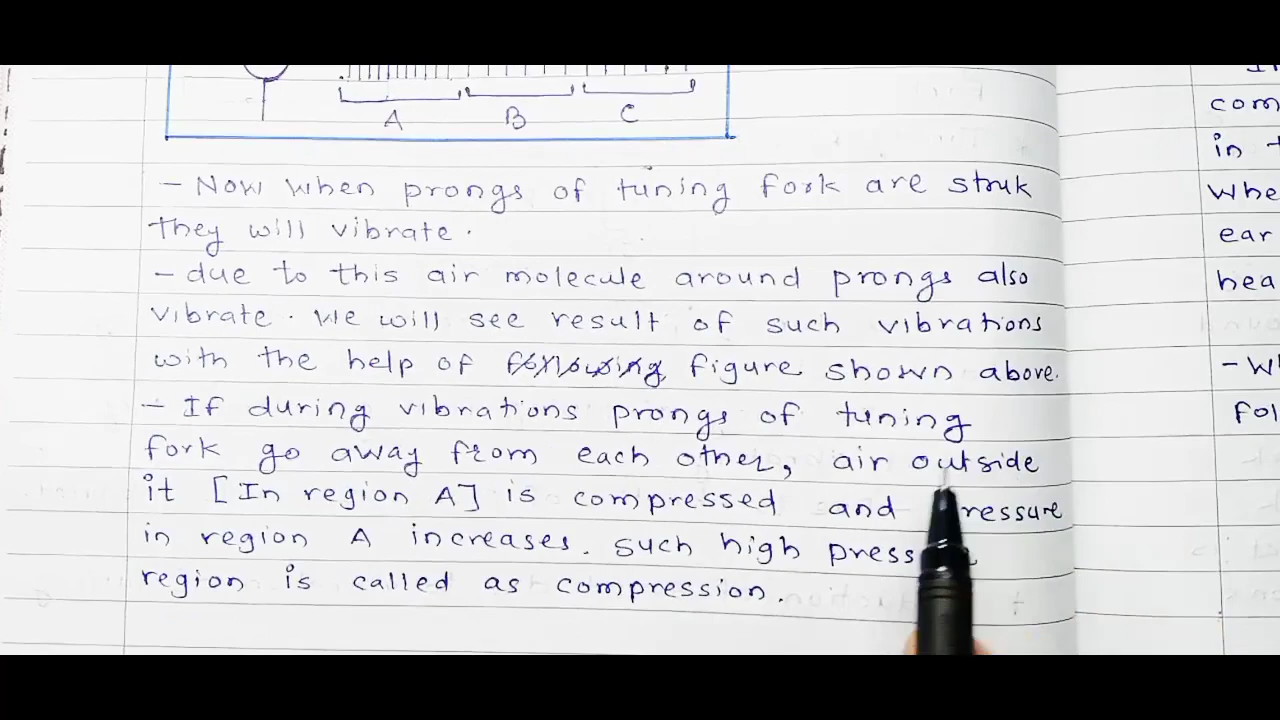 A B C
- Now when prongs of tuning fork are struk
they will vibrate.
- due to this air molecule around prongs also
vibrate. We will see result of such vibrations
with the help of figure shown above.
- If during vibrations prongs of tuning
fork go away from each other, air outside
it [In region A] is compressed and ressure
in region A increases. Such high press
region is called as compression.
com
in t
Whe
ear
hea
- Wh
Fol